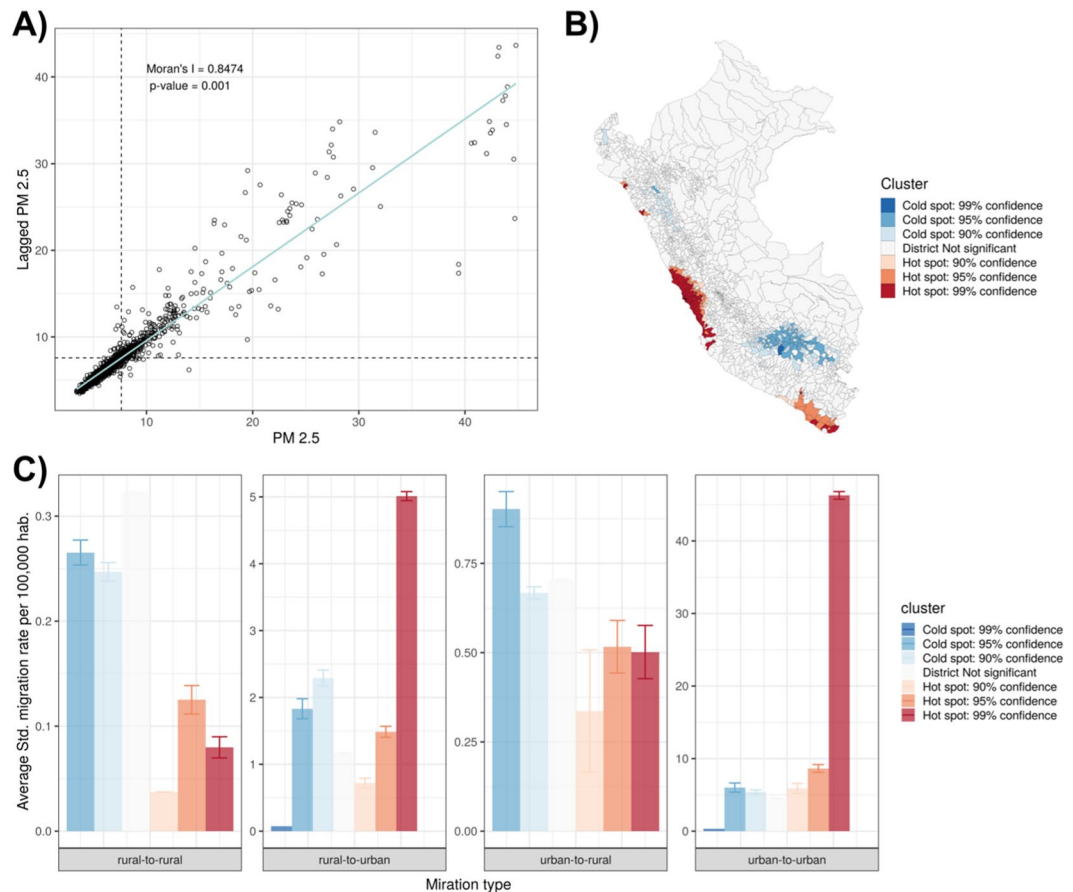 A)
Moran's I = 0.8474
p-value = 0.001
40
30
20
10
Lagged PM 2.5
10
20
30
40
PM 2.5
B)
Cluster
Cold spot: 99% confidence
Cold spot: 95% confidence
Cold spot: 90% confidence
District Not significant
Hot spot: 90% confidence
Hot spot: 95% confidence
Hot spot: 99% confidence
C)
Average Std. migration rate per 100,000 hab.
0.3
0.2
0.1
0.0
rural-to-rural
5
4
3
2
1
0
rural-to-urban
0.75
0.50
0.25
0.00
urban-to-rural
40
30
20
10
0
urban-to-urban
Miration type
cluster
Cold spot: 99% confidence
Cold spot: 95% confidence
Cold spot: 90% confidence
District Not significant
Hot spot: 90% confidence
Hot spot: 95% confidence
Hot spot: 99% confidence